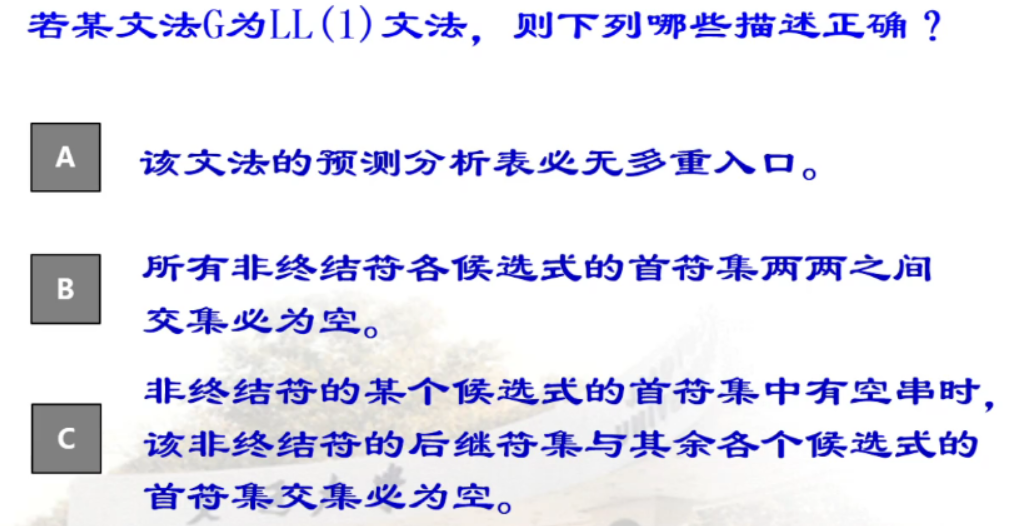 若某文法G为LL(1)文法，则下列哪些描述正确？
A 该文法的预测分析表必无多重入口。
B 所有非终结符各候选式的首符集两两之间
交集必为空。
非终结符的某个候选式的首符集中有空串时，
C 该非终结符的后继符集与其余各个候选式的
首符集交集必为空。